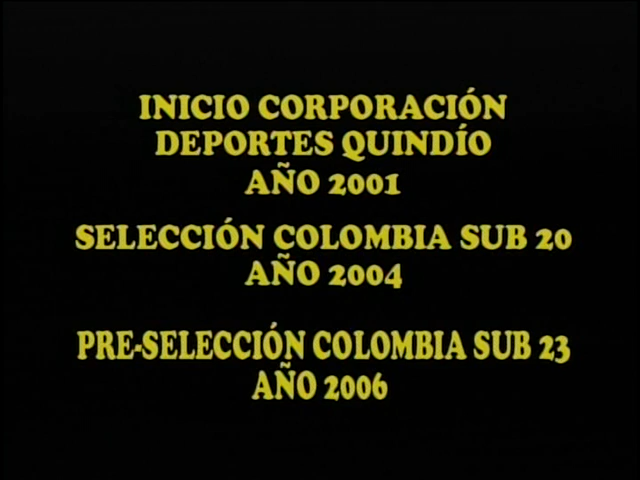 INICIO CORPORACIÓN
DEPORTES QUINDÍO
AÑO 2001
SELECCIÓN COLOMBIA SUB 20
AÑO 2004
PRE-SELECCIÓN COLOMBIA SUB 23
AÑO 2006